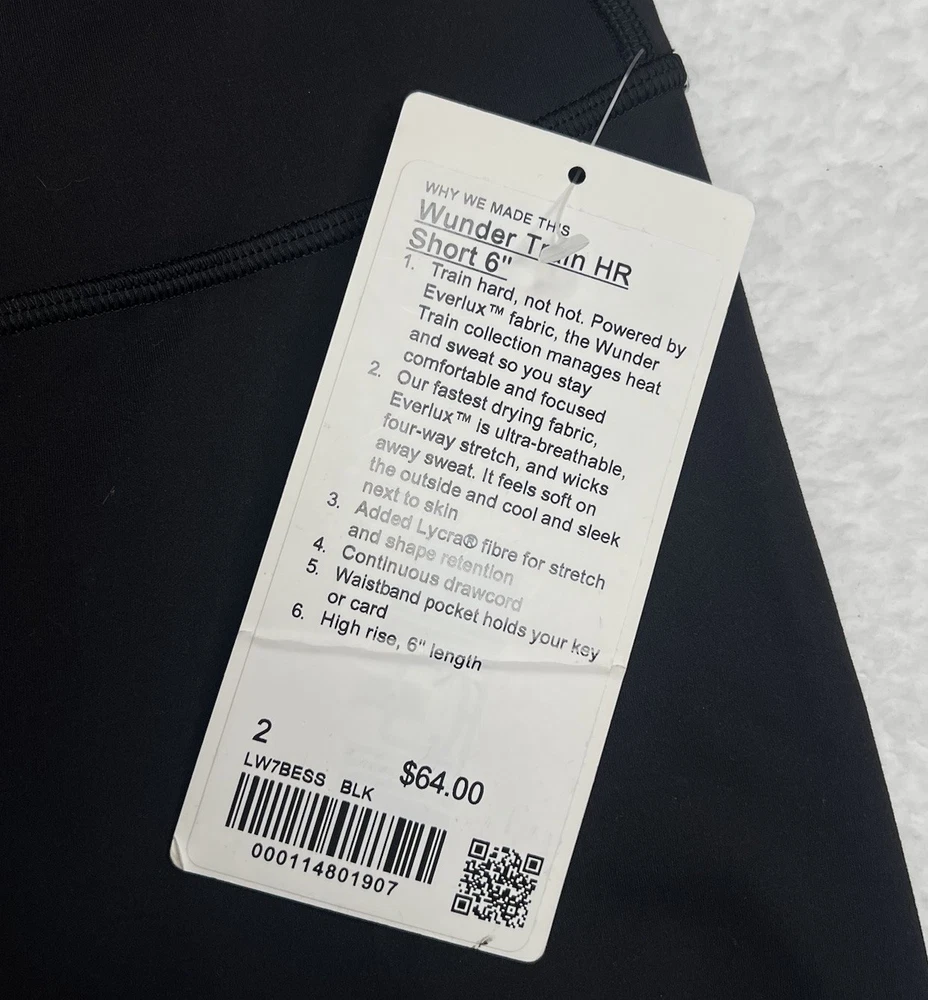 WHY WE MADE THIS
Wunder Train HR
Short 6"
1. Train hard, not hot. Powered by
Everlux™ fabric, the Wunder
Train collection manages heat
and sweat so you stay
comfortable and focused
2. Our fastest drying fabric,
Everlux™ is ultra-breathable,
four-way stretch, and wicks
away sweat. It feels soft on
the outside and cool and sleek
next to skin
3. Added Lycra® fibre for stretch
and shape retention
4. Continuous drawcord
5. Waistband pocket holds your key
or card
6. High rise, 6" length
2
LW7BESS BLK $64.00
000114801907